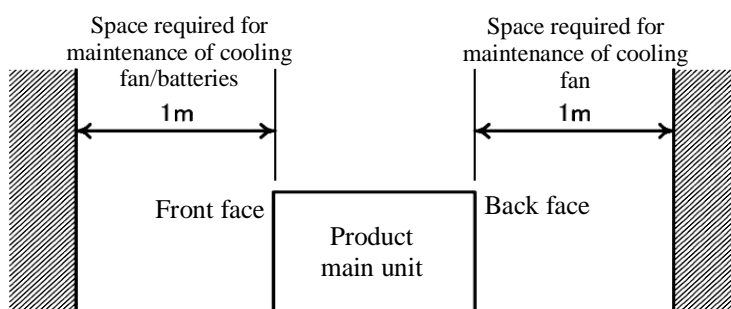 Space required for
maintenance of cooling
fan/batteries
1m
Space required for
maintenance of cooling
fan
1m
Front face
Back face
Product
main unit